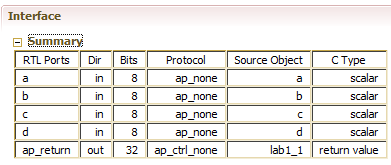 Interface
Summary
RTL Ports Dir Bits Protocol Source Object C Type
a in 8 ap_none a scalar
b in 8 ap_none b scalar
c in 8 ap_none c scalar
d in 8 ap_none d scalar
ap_return out 32 ap_ctrl_none lab1_1 return value